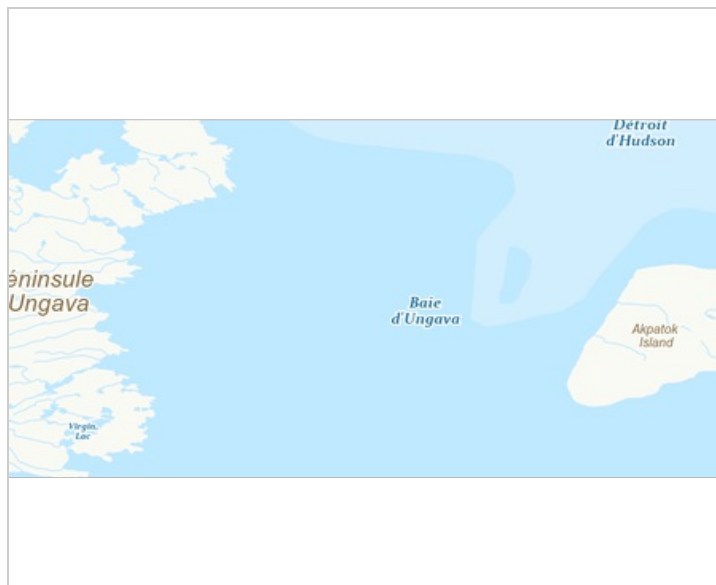 Détroit
d'Hudson
éninsule
Ungava
Baie
d'Ungava
Akpatok
Island
Virgin,
Lac